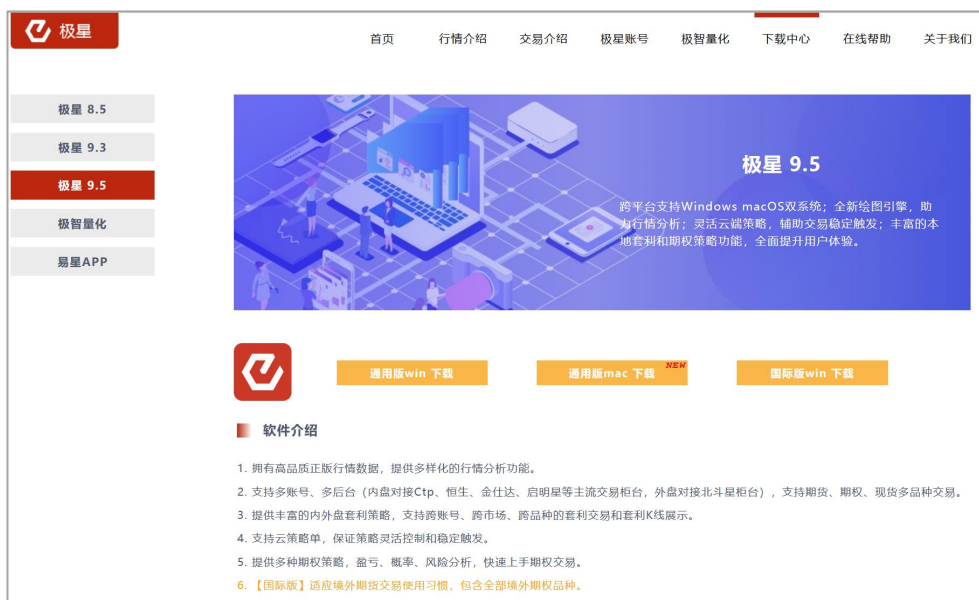 极星
首页 行情介绍 交易介绍 极星账号 极智量化 下载中心 在线帮助 关于我们
极星 8.5
极星 9.3
极星 9.5
极智量化
易星APP
极星 9.5
跨平台支持Windows macOS双系统；全新绘图引擎，助
力行情分析；灵活云端策略，辅助交易稳定触发；丰富的本
地套利和期权策略功能，全面提升用户体验。
通用版win 下载
通用版mac 下载 NEW
国际版win 下载
软件介绍
1. 拥有高品质正版行情数据，提供多样化的行情分析功能。
2. 支持多账号、多后台（内盘对接Ctp、恒生、金仕达、启明星等主流交易柜台，外盘对接北斗星柜台），支持期货、期权、现货多品种交易。
3. 提供丰富的内外盘套利策略，支持跨账号、跨市场、跨品种的套利交易和套利K线展示。
4. 支持云策略单，保证策略灵活控制和稳定触发。
5. 提供多种期权策略，盈亏、概率、风险分析，快速上手期权交易。
6. 【国际版】适应境外期货交易使用习惯，包含全部境外期权品种。